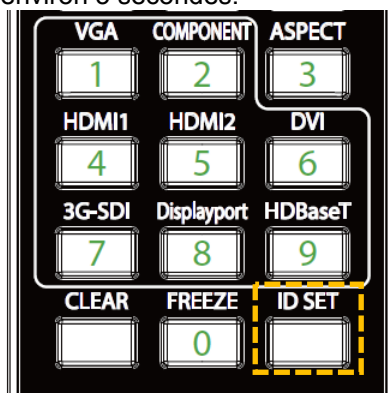 environ 5 secondes.
VGA COMPONENT ASPECT
1 2 3
HDMI1 HDMI2 DVI
4 5 6
3G-SDI Displayport HDBaseT
7 8 9
CLEAR FREEZE ID SET
0